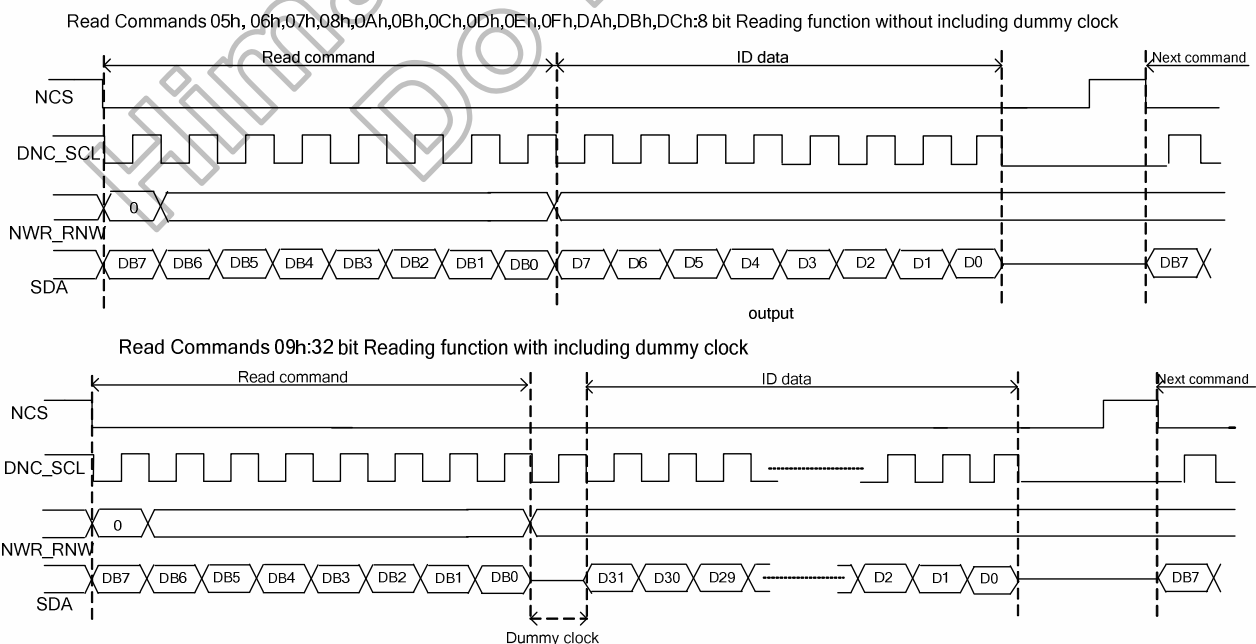 Read Commands 05h, 06h,07h,08h,0Ah,0Bh,0Ch,0Dh,0Eh,0Fh,DAh,DBh,DCh:8 bit Reading function without including dummy clock
Read command ID data Next command
NCS
DNC_SCL
0
NWR_RNW
DB7 DB6 DB5 DB4 DB3 DB2 DB1 DB0 D7 D6 D5 D4 D3 D2 D1 D0 DB7
SDA
output
Read Commands 09h:32 bit Reading function with including dummy clock
Read command ID data Next command
NCS
DNC_SCL
0
NWR_RNW
DB7 DB6 DB5 DB4 DB3 DB2 DB1 DB0 D31 D30 D29 D2 D1 D0 DB7
SDA
Dummy clock
Hima
Do